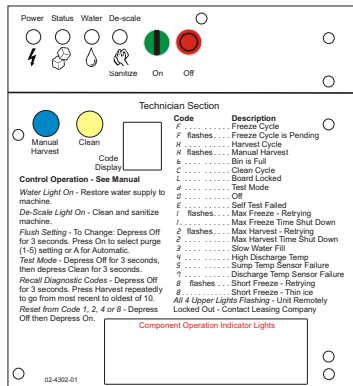 Power Status Water De-scale
Sanitize On Off
Technician Section
Manual Harvest
Clean
Code Display
Code Description
F . . . . . . . . . . Freeze Cycle
F flashes. . . . Freeze Cycle is Pending
H . . . . . . . . . . Harvest Cycle
H flashes. . . . Manual Harvest
b . . . . . . . . . . Bin is Full
C . . . . . . . . . . Clean Cycle
L . . . . . . . . . . Board Locked
d . . . . . . . . . . Test Mode
0 . . . . . . . . . . Off
E . . . . . . . . . . Self Test Failed
1 flashes. . . . . Max Freeze - Retrying
1. . . . . . . . . . . Max Freeze Time Shut Down
2 flashes. . . . . Max Harvest - Retrying
2 . . . . . . . . . . Max Harvest Time Shut Down
3 . . . . . . . . . . Slow Water Fill
4 . . . . . . . . . . High Discharge Temp
5 . . . . . . . . . . Sump Temp Sensor Failure
7 . . . . . . . . . . Discharge Temp Sensor Failure
8 flashes . . . . Short Freeze - Retrying
8. . . . . . . . . . . Short Freeze - Thin ice
All 4 Upper Lights Flashing - Unit Remotely
Locked Out - Contact Leasing Company
Control Operation - See Manual
Water Light On - Restore water supply to
machine.
De-Scale Light On - Clean and sanitize
machine.
Flush Setting - To Change: Depress Off
for 3 seconds. Press On to select purge
(1-5) setting or A for Automatic.
Test Mode - Depress Off for 3 seconds,
then depress Clean for 3 seconds.
Recall Diagnostic Codes - Depress Off
for 3 seconds. Press Harvest repeatedly
to go from most recent to oldest of 10.
Reset from Code 1, 2, 4 or 8 - Depress
Off then Depress On.
Component Operation Indicator Lights
02-4302-01